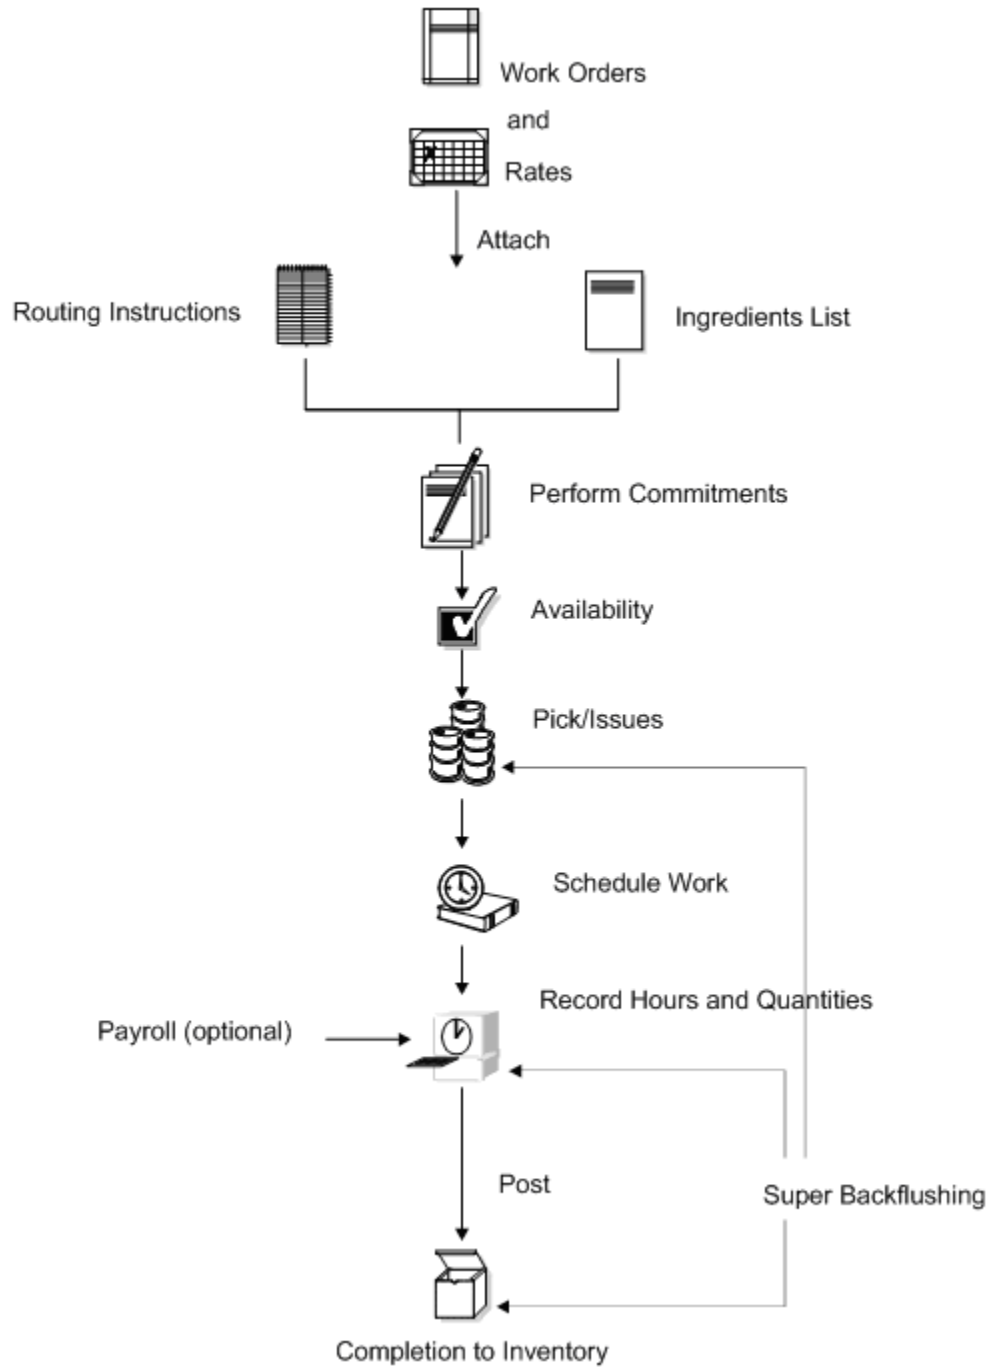 Work Orders
and
Rates
Attach
Routing Instructions
Ingredients List
Perform Commitments
Availability
Pick/Issues
Schedule Work
Record Hours and Quantities
Payroll (optional)
Post
Super Backflushing
Completion to Inventory